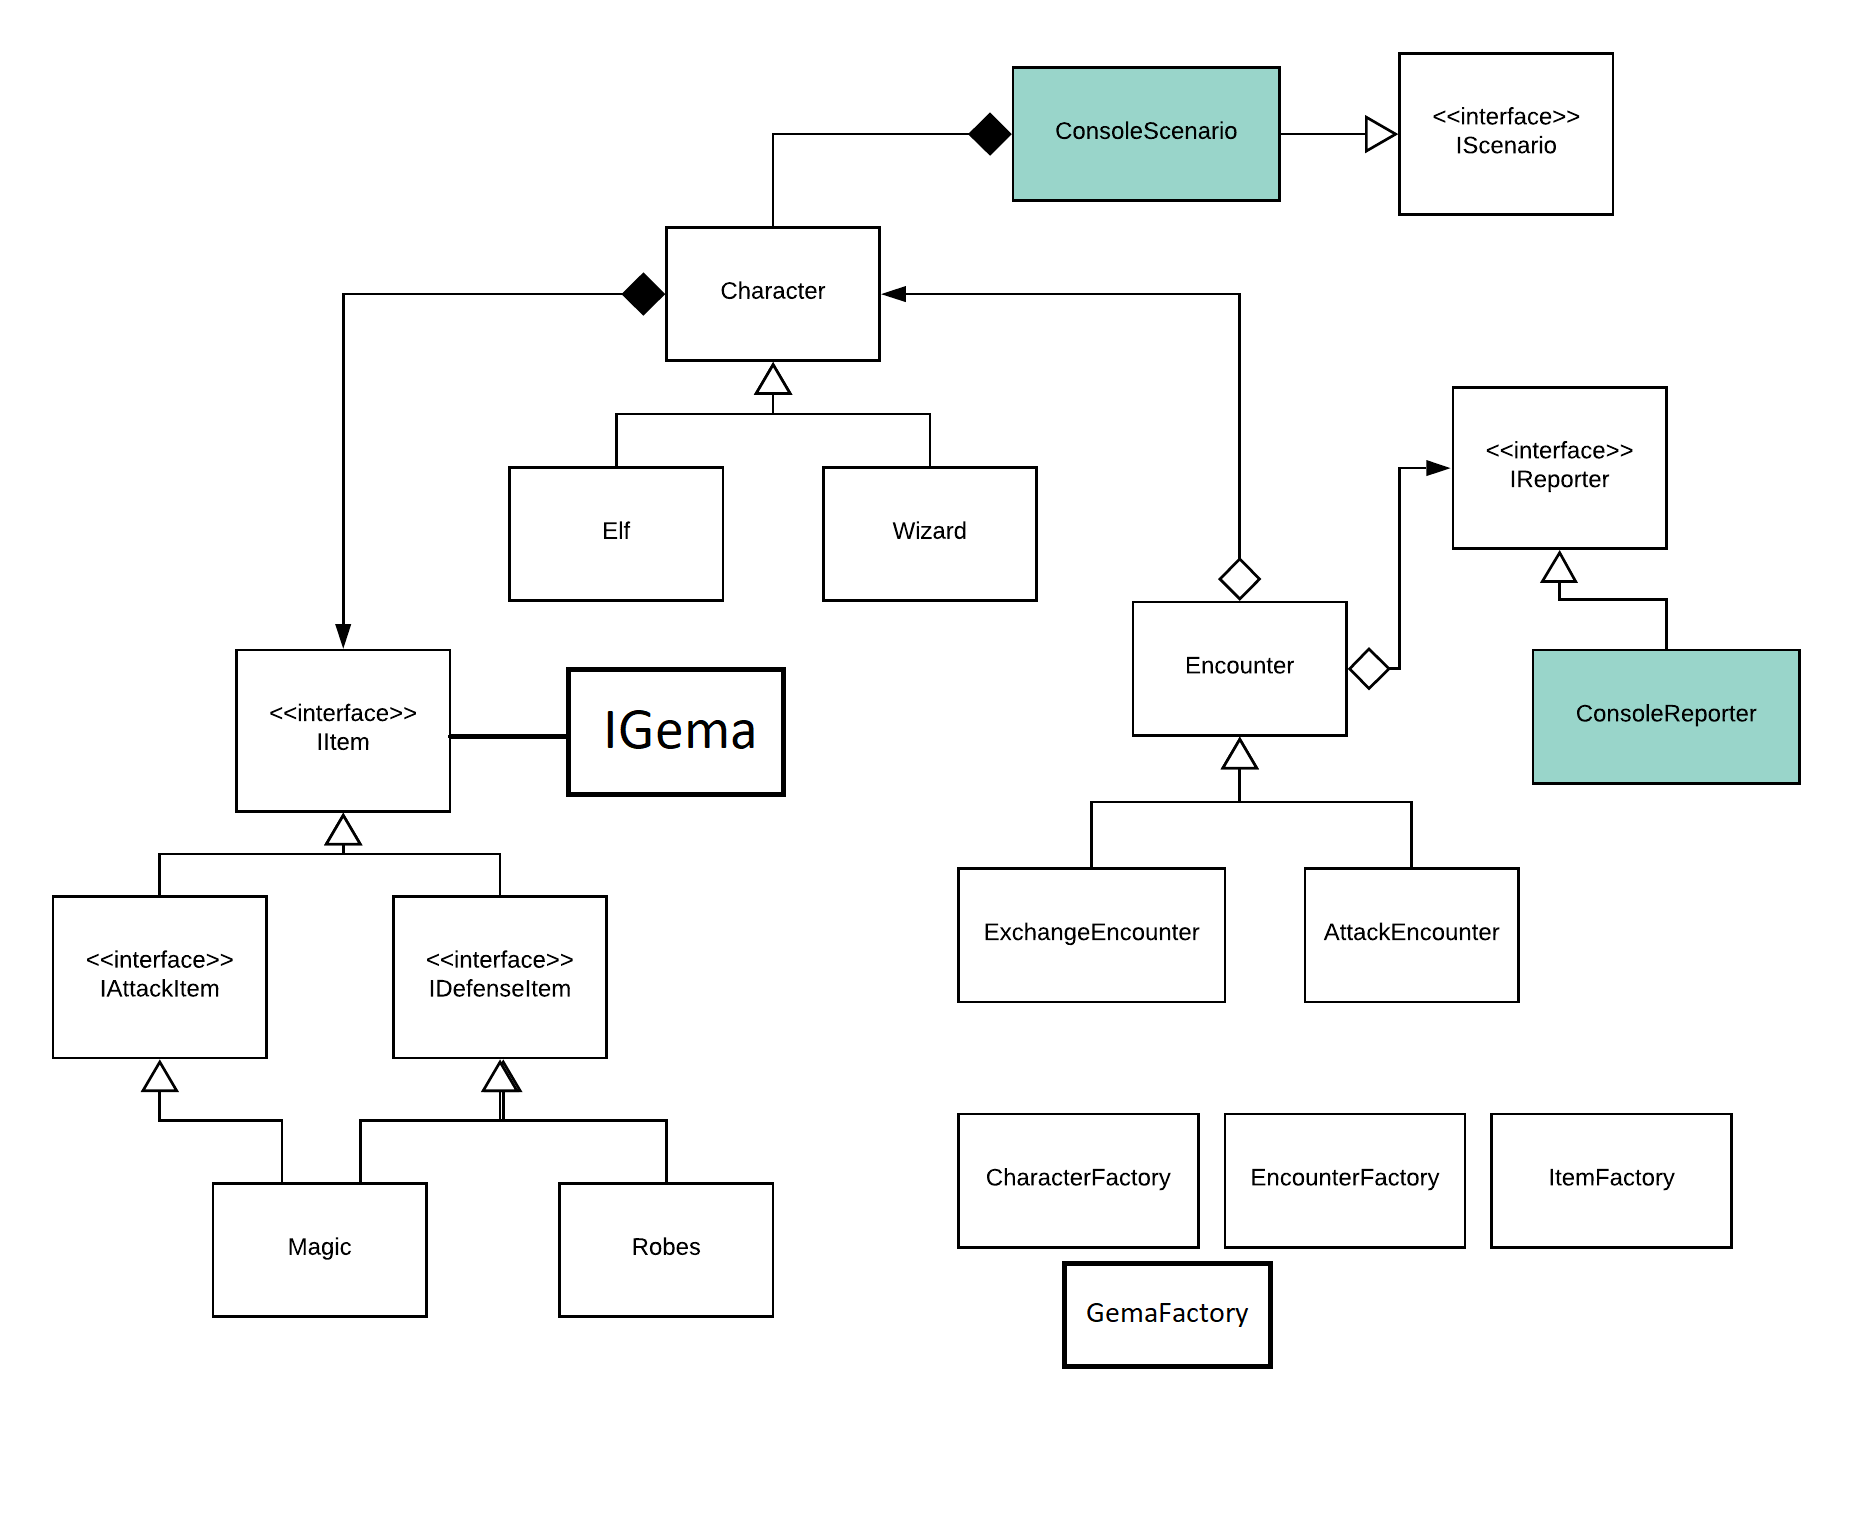 ConsoleScenario
<<interface>>
IScenario
Character
<<interface>>
IReporter
Elf
Wizard
Encounter
<<interface>>
IItem
IGema
ConsoleReporter
ExchangeEncounter
AttackEncounter
<<interface>>
IAttackItem
<<interface>>
IDefenseItem
CharacterFactory
EncounterFactory
ItemFactory
Magic
Robes
GemaFactory